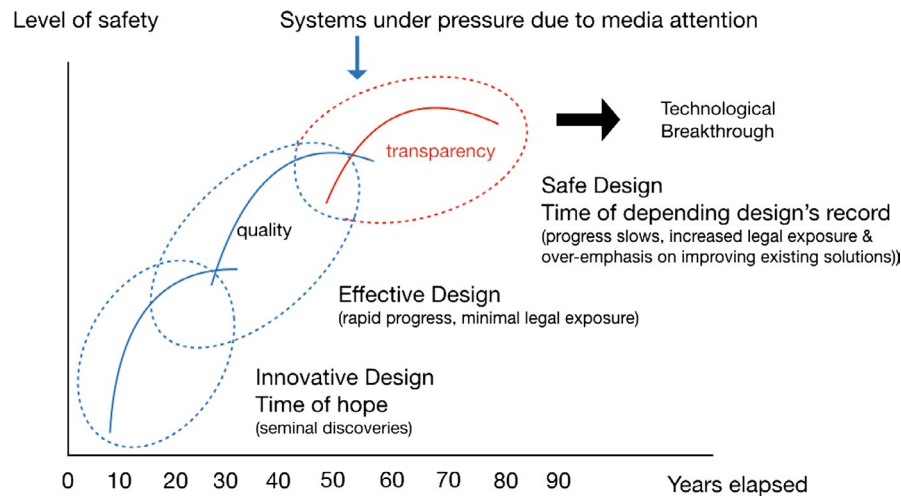 Level of safety
Systems under pressure due to media attention
Technological
Breakthrough
transparency
Safe Design
Time of depending design's record
(progress slows, increased legal exposure &
over-emphasis on improving existing solutions))
quality
Effective Design
(rapid progress, minimal legal exposure)
Innovative Design
Time of hope
(seminal discoveries)
0 10 20 30 40 50 60 70 80 90
Years elapsed